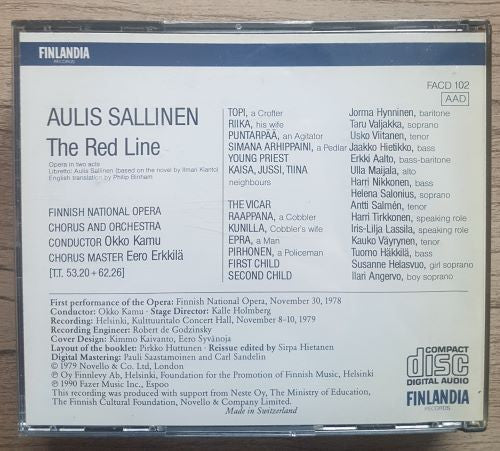 FINLANDIA
RECORDS
FACD 102
AAD
AULIS SALLINEN
The Red Line
Opera in two acts
Libretto: Aulis Sallinen (based on the novel by Ilmari Kianto)
English translation by Philip Binham
FINNISH NATIONAL OPERA
CHORUS AND ORCHESTRA
CONDUCTOR Okko Kamu
CHORUS MASTER Eero Erkkilä
[T.T. 53.20 + 62.26]
TOPI, a Crofter Jorma Hynninen, baritone
RIIKA, his wife Taru Valjakka, soprano
PUNTARPÄÄ, an Agitator Usko Viitanen, tenor
SIMANA ARHIPPAINI, a Pedlar Jaakko Hietikko, bass
YOUNG PRIEST Erkki Aalto, bass-baritone
KAISA, JUSSI, TIINA Ulla Maijala, alto
neighbours Harri Nikkonen, bass
Helena Salonius, soprano
THE VICAR Antti Salmén, tenor
RAAPPANA, a Cobbler Harri Tirkkonen, speaking role
KUNILLA, Cobbler's wife Iris-Lilja Lassila, speaking role
EPRA, a Man Kauko Väyrynen, tenor
PIRHONEN, a Policeman Tuomo Häkkilä, bass
FIRST CHILD Susanne Helasvuo, girl soprano
SECOND CHILD Ilari Angervo, boy soprano
First performance of the Opera: Finnish National Opera, November 30, 1978
Conductor: Okko Kamu · Stage Director: Kalle Holmberg
Recording: Helsinki, Kulttuuritalo Concert Hall, November 8-10, 1979
Recording Engineer: Robert de Godzinsky
Cover Design: Kimmo Kaivanto, Eero Syvänoja
Layout of the booklet: Pirkko Huttunen · Reissue edited by Sirpa Hietanen
Digital Mastering: Pauli Saastamoinen and Carl Sandelin
© 1979 Novello & Co. Ltd, London
℗ Oy Finnlevy Ab, Helsinki, Foundation for the Promotion of Finnish Music, Helsinki
℗ 1990 Fazer Music Inc., Espoo
This recording was produced with support from Neste Oy, The Ministry of Education,
The Finnish Cultural Foundation, Novello & Company Limited.
Made in Switzerland
COMPACT
disc
DIGITAL AUDIO
FINLANDIA
RECORDS